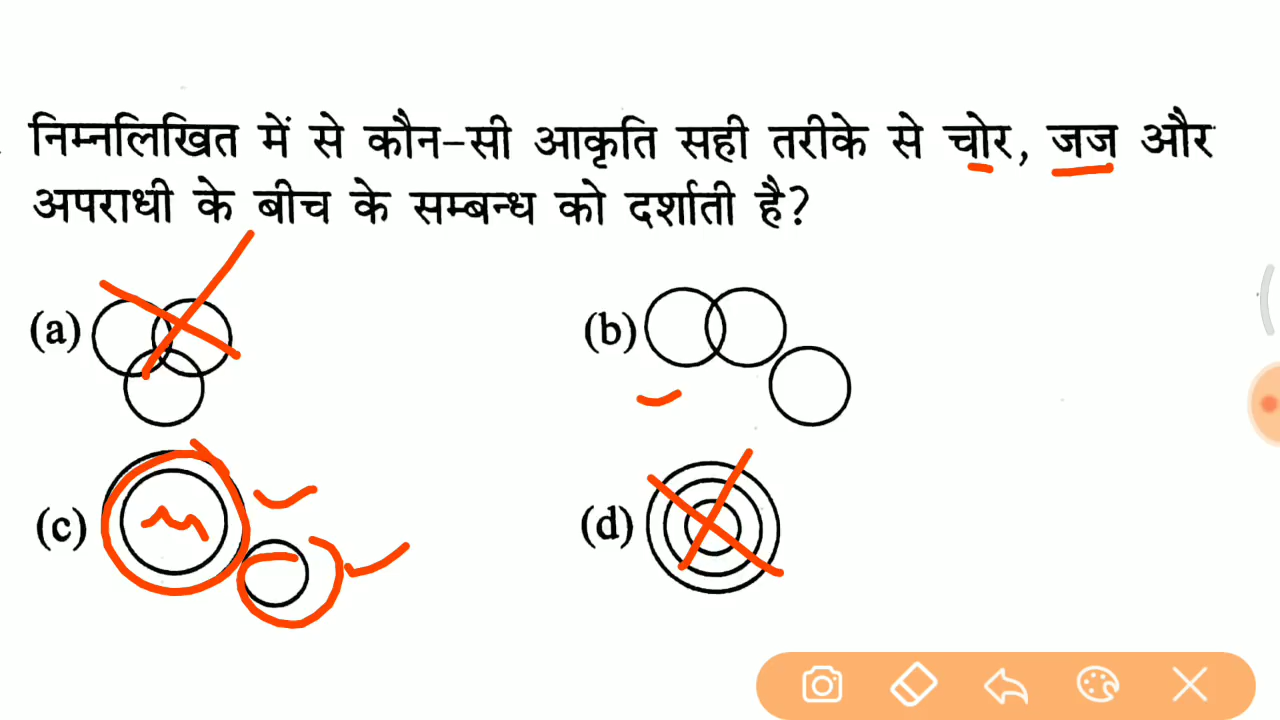 निम्नलिखित में से कौन-सी आकृति सही तरीके से चोर, जज और
अपराधी के बीच के सम्बन्ध को दर्शाती है?
(a)
(b)
(c)
(d)